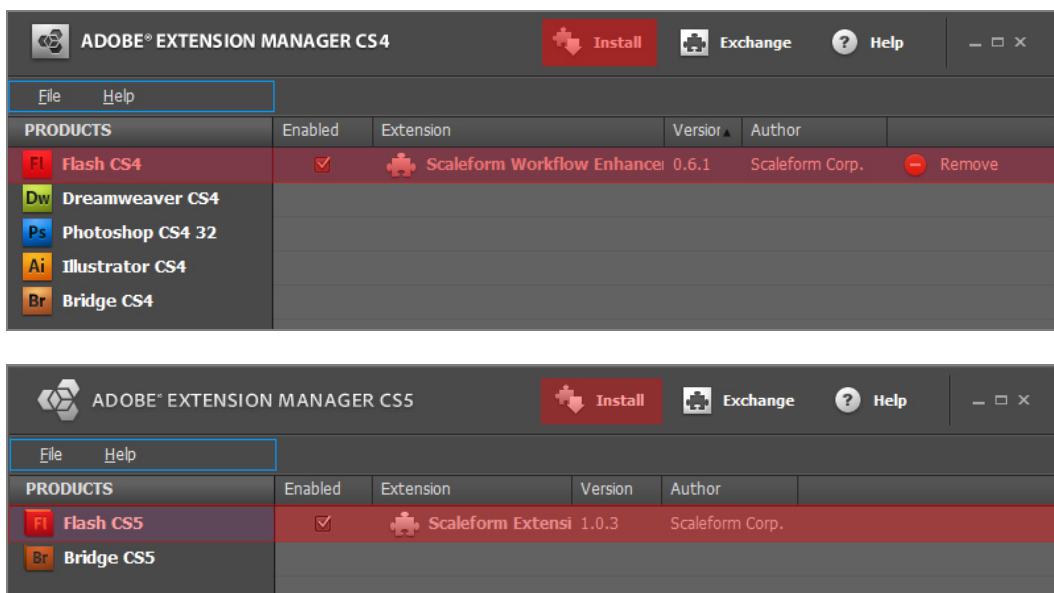 ADOBE® EXTENSION MANAGER CS4 Install Exchange ? Help
File Help
PRODUCTS Enabled Extension Version Author
Fl Flash CS4 Scaleform Workflow Enhancer 0.6.1 Scaleform Corp. Remove
Dw Dreamweaver CS4
Ps Photoshop CS4 32
Ai Illustrator CS4
Br Bridge CS4
ADOBE® EXTENSION MANAGER CS5 Install Exchange ? Help
File Help
PRODUCTS Enabled Extension Version Author
Fl Flash CS5 Scaleform Extensi 1.0.3 Scaleform Corp.
Br Bridge CS5